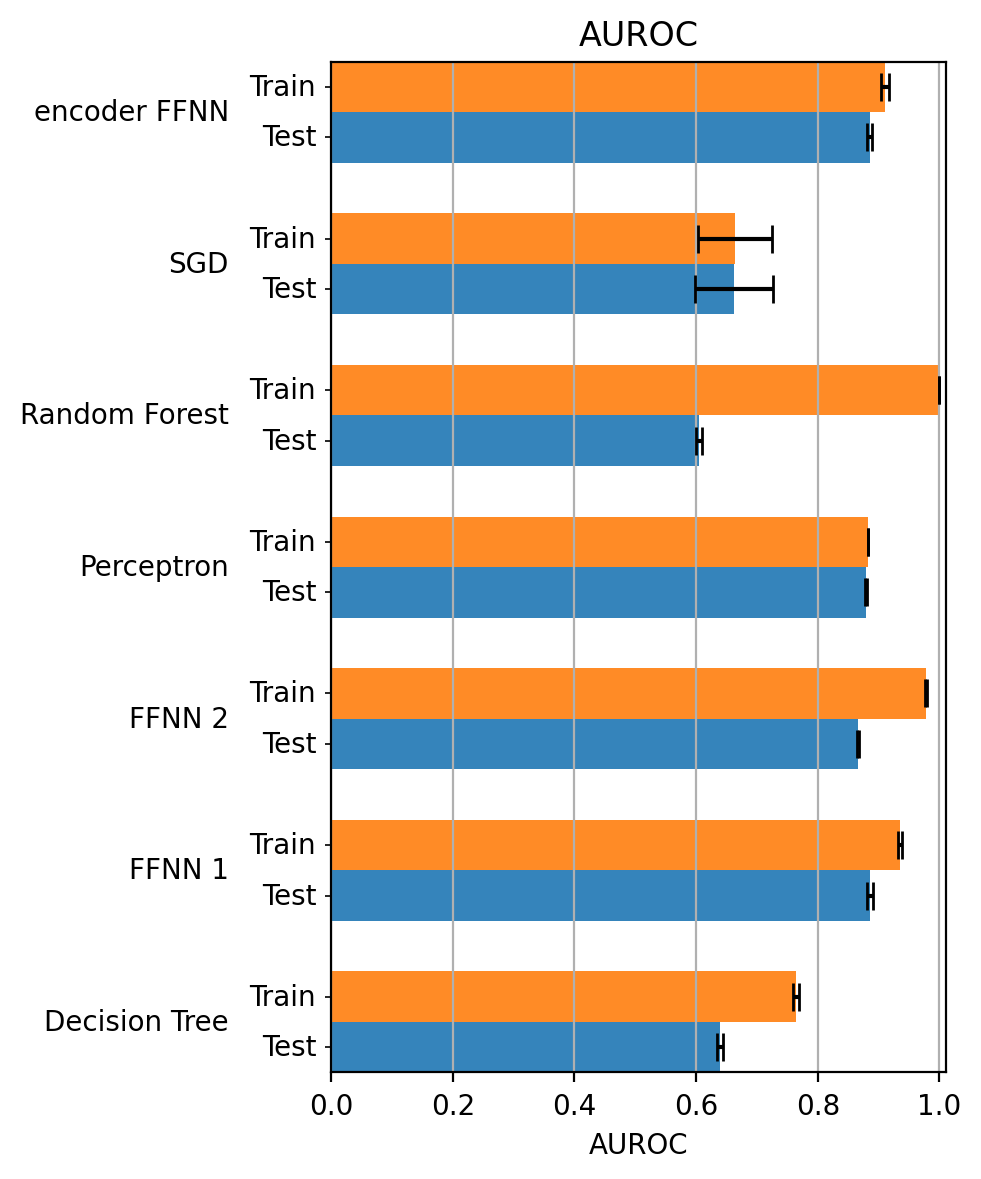 AUROC
encoder FFNN
Train
Test
SGD
Train
Test
Random Forest
Train
Test
Perceptron
Train
Test
FFNN 2
Train
Test
FFNN 1
Train
Test
Decision Tree
Train
Test
0.0 0.2 0.4 0.6 0.8 1.0
AUROC